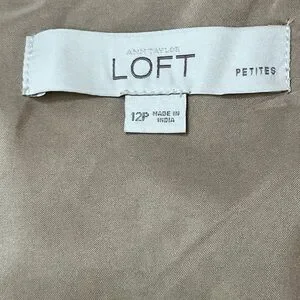 ANN TAYLOR
LOFT PETITES
12P MADE IN
INDIA